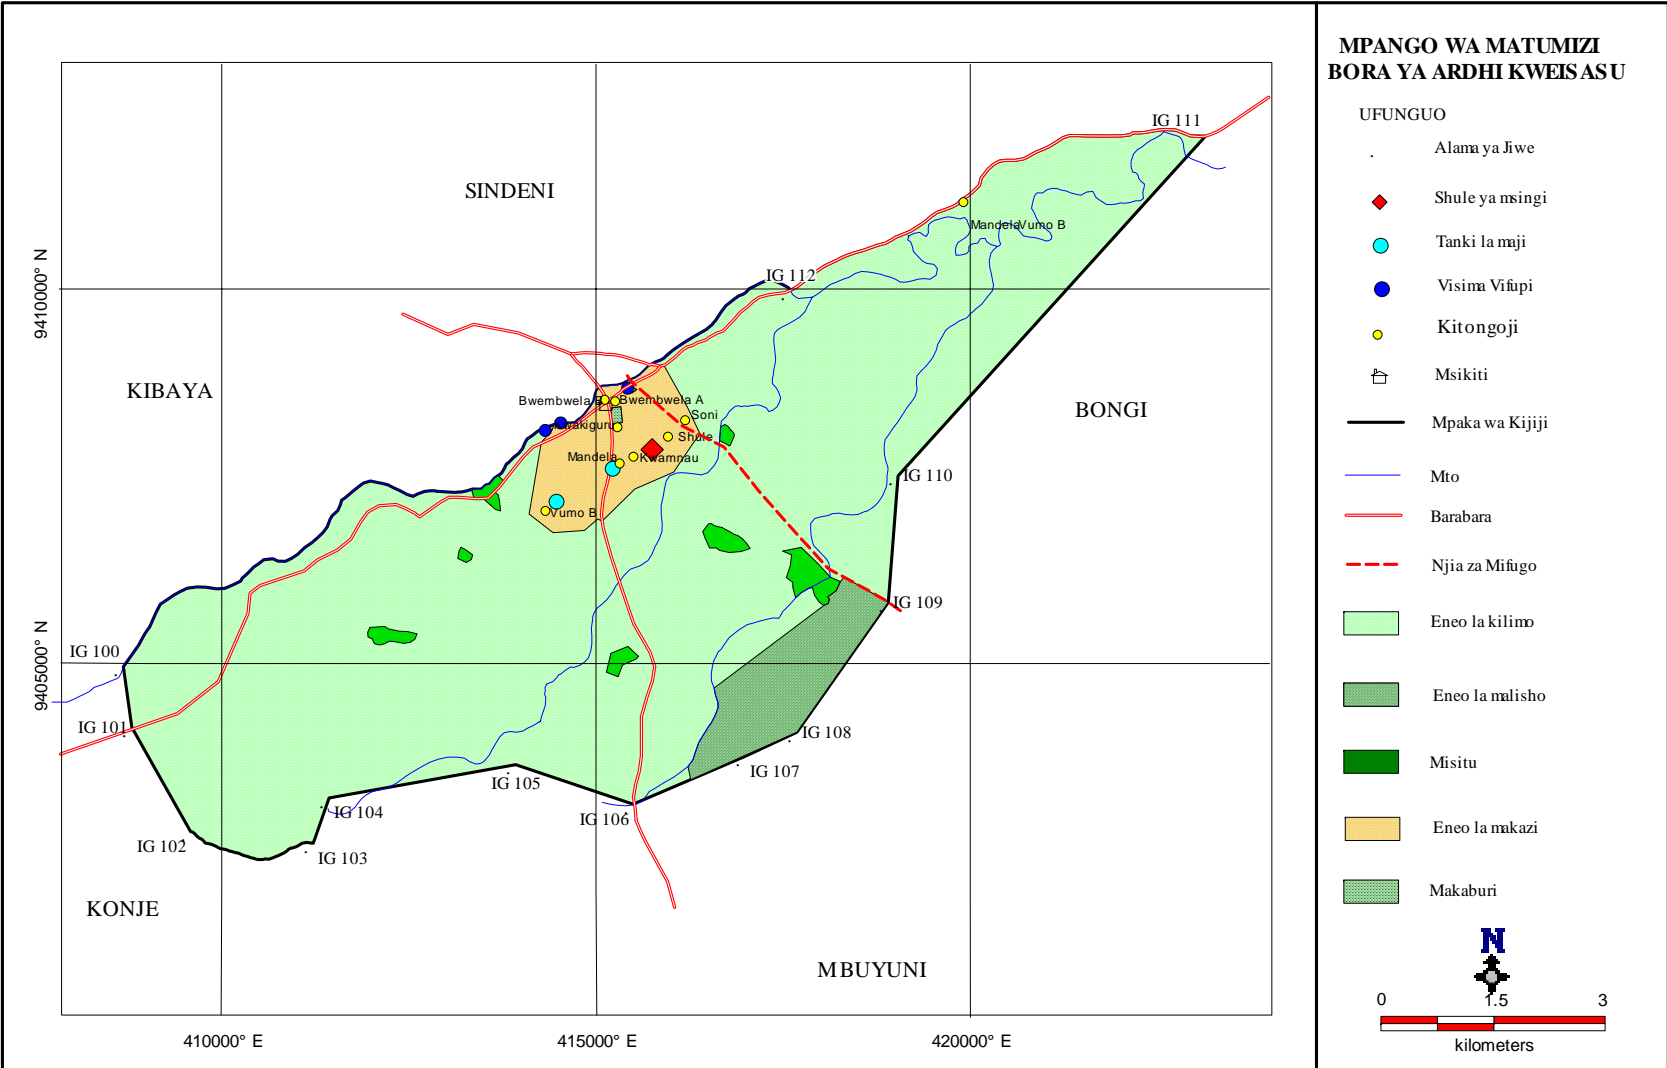 MPANGO WA MATUMIZI
BORA YA ARDHI KWEISASU
UFUNGUO
Alama ya Jiwe
Shule ya msingi
Tanki la maji
Visima Vifupi
Kitongoji
Msikiti
Mpaka wa Kijiji
Mto
Barabara
Njia za Mifugo
Eneo la kilimo
Eneo la malisho
Misitu
Eneo la makazi
Makaburi
N
0 1.5 3
kilometers
IG 111
SINDENI
Mandela
Vumo B
IG 112
9410000° N
KIBAYA
BONGI
Bwembwela B
Bwembwela A
Soni
Shule
Mandela
Kwamnau
IG 110
Vumo B
IG 109
9405000° N
IG 100
IG 101
IG 108
IG 107
IG 105
IG 104
IG 106
IG 102
IG 103
KONJE
MBUYUNI
410000° E
415000° E
420000° E